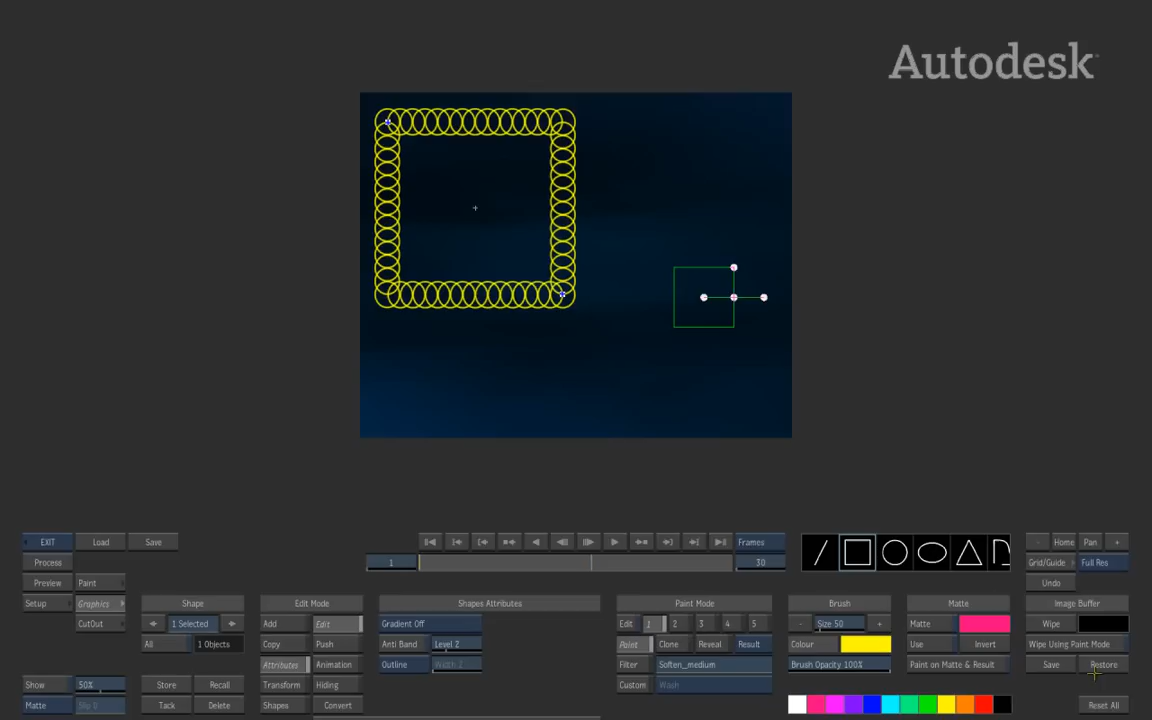 Autodesk
EXIT Load Save Frames - Home Pan +
Process 1 30 Grid/Guide Full Res
Preview Paint Undo
Setup Graphics Shape Edit Mode Shapes Attributes Paint Mode Brush Matte Image Buffer
CutOut 1 Selected Add Edit Gradient Off Edit 1 2 3 4 5 - Size 50 + Matte Wipe
All 1 Objects Copy Push Anti Band Level 2 Paint Clone Reveal Result Colour Use Invert Wipe Using Paint Mode
Attributes Animation Outline Width 1 Filter Soften_medium Brush Opacity 100% Paint on Matte & Result Save Restore
Show 50% Store Recall Transform Hiding Custom Wash
Matte Slip 0 Tack Delete Shapes Convert Reset All